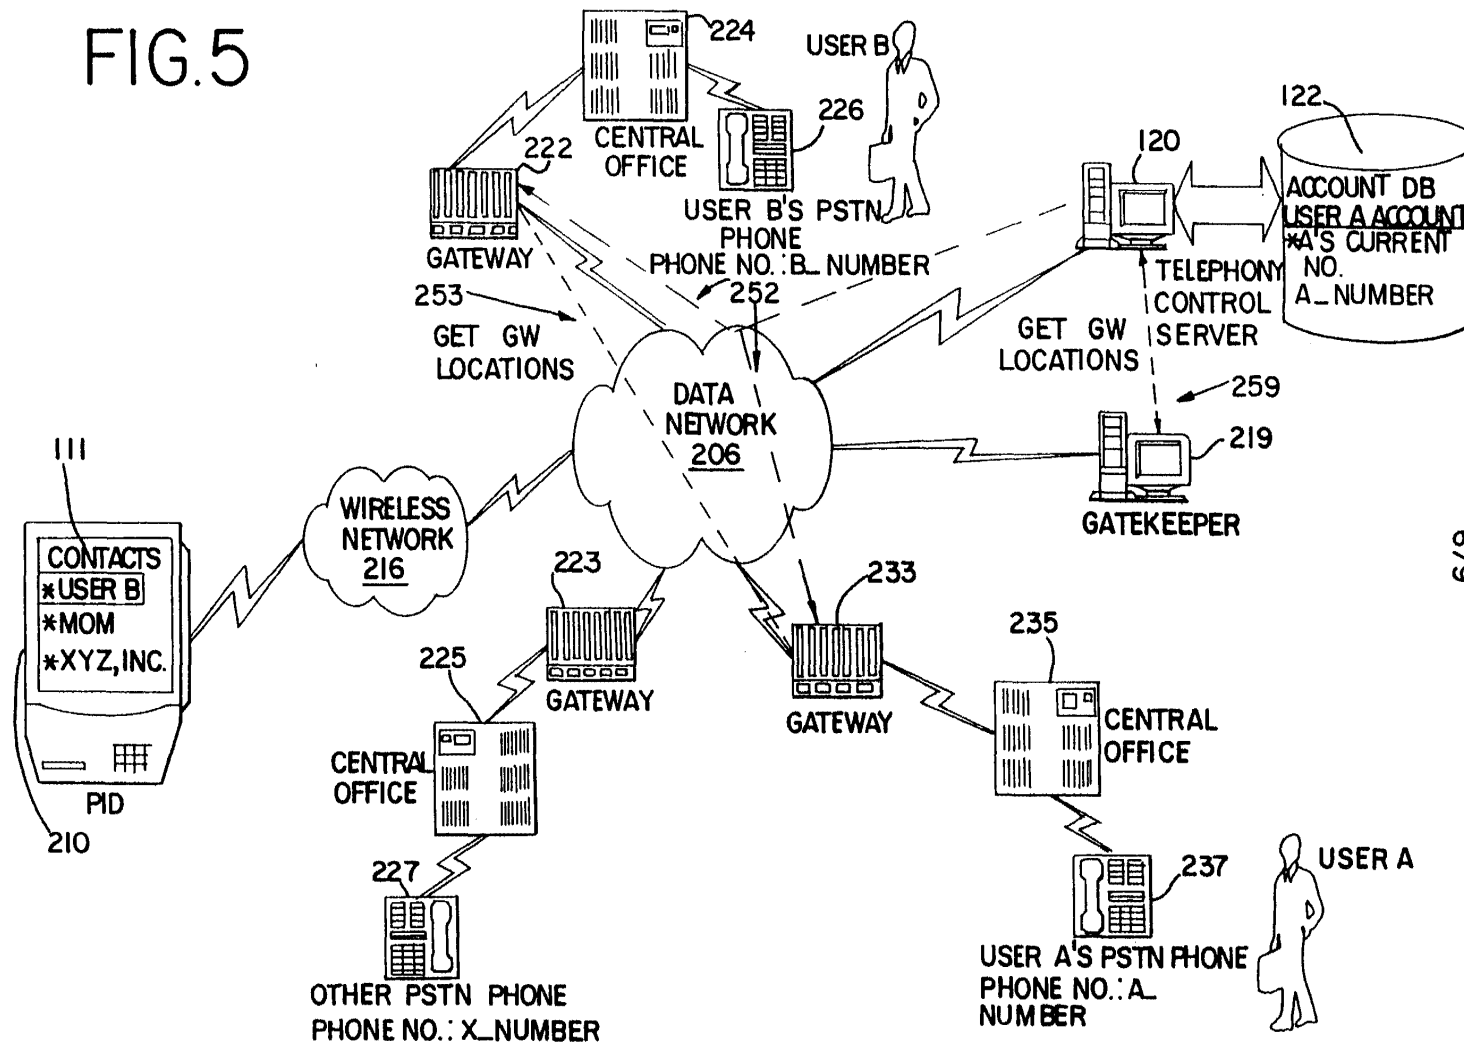 FIG.5
224
USER B
226
CENTRAL
OFFICE
222
GATEWAY
USER B'S PSTN
PHONE
PHONE NO.:B_NUMBER
122
120
ACCOUNT DB
USER A ACCOUNT
*A'S CURRENT
NO.
A_NUMBER
TELEPHONY
CONTROL
SERVER
253
252
GET GW
LOCATIONS
GET GW
LOCATIONS
259
219
GATEKEEPER
DATA
NETWORK
206
111
WIRELESS
NETWORK
216
CONTACTS
*USER B
*MOM
*XYZ,INC.
PID
210
223
GATEWAY
233
GATEWAY
225
CENTRAL
OFFICE
235
CENTRAL
OFFICE
227
OTHER PSTN PHONE
PHONE NO.: X_NUMBER
237
USER A
USER A'S PSTN PHONE
PHONE NO.:A_
NUMBER
6/9